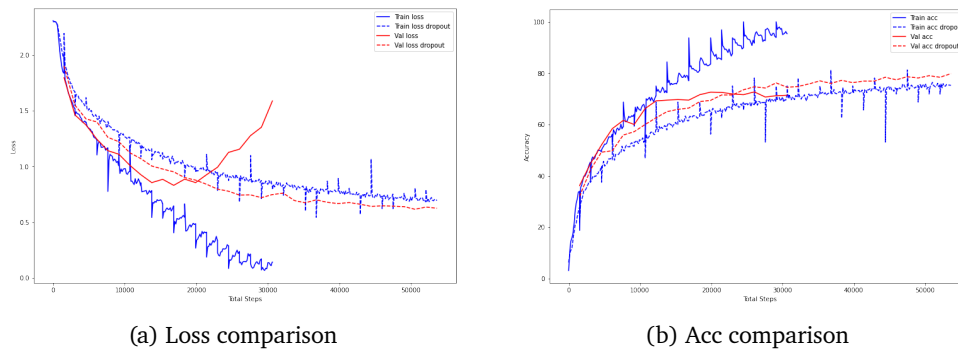 Train loss
Train loss dropout
Val loss
Val loss dropout
2.0
1.5
1.0
0.5
0.0
Loss
0
10000
20000
30000
40000
50000
Total Steps
(a) Loss comparison
Train acc
Train acc dropout
Val acc
Val acc dropout
100
80
60
40
20
0
Accuracy
0
10000
20000
30000
40000
50000
Total Steps
(b) Acc comparison